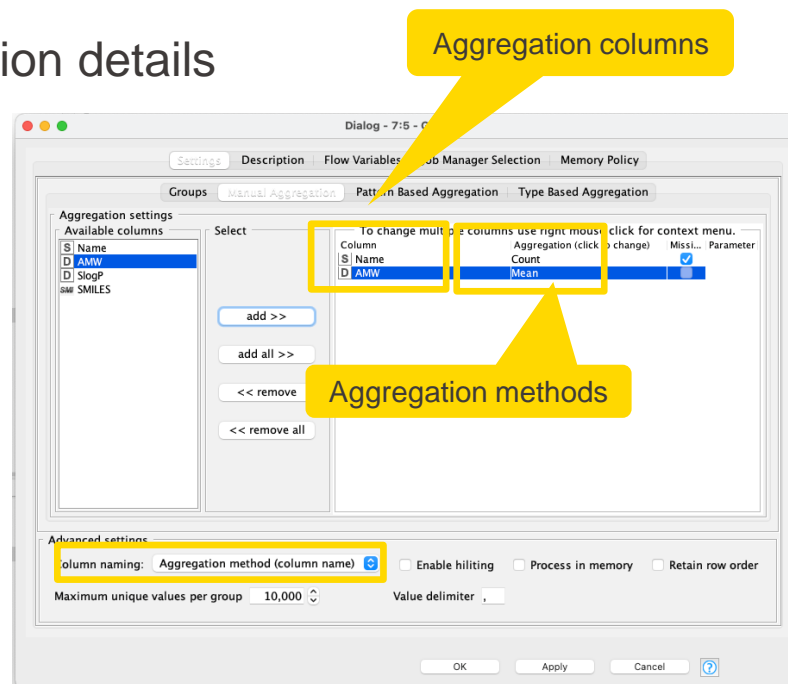 Aggregation columns
ion details
Dialog - 7:5 - G
Settings Description Flow Variables Job Manager Selection Memory Policy
Groups Manual Aggregation Pattern Based Aggregation Type Based Aggregation
Aggregation settings
Available columns
S Name
D AMW
D SlogP
SMI SMILES
Select
add >>
add all >>
<< remove
<< remove all
To change multiple columns use right mouse click for context menu.
Column Aggregation (click to change) Missi... Parameter
S Name Count
D AMW Mean
Aggregation methods
Advanced settings
Column naming: Aggregation method (column name) Enable hiliting Process in memory Retain row order
Maximum unique values per group 10,000 Value delimiter ,
OK Apply Cancel ?